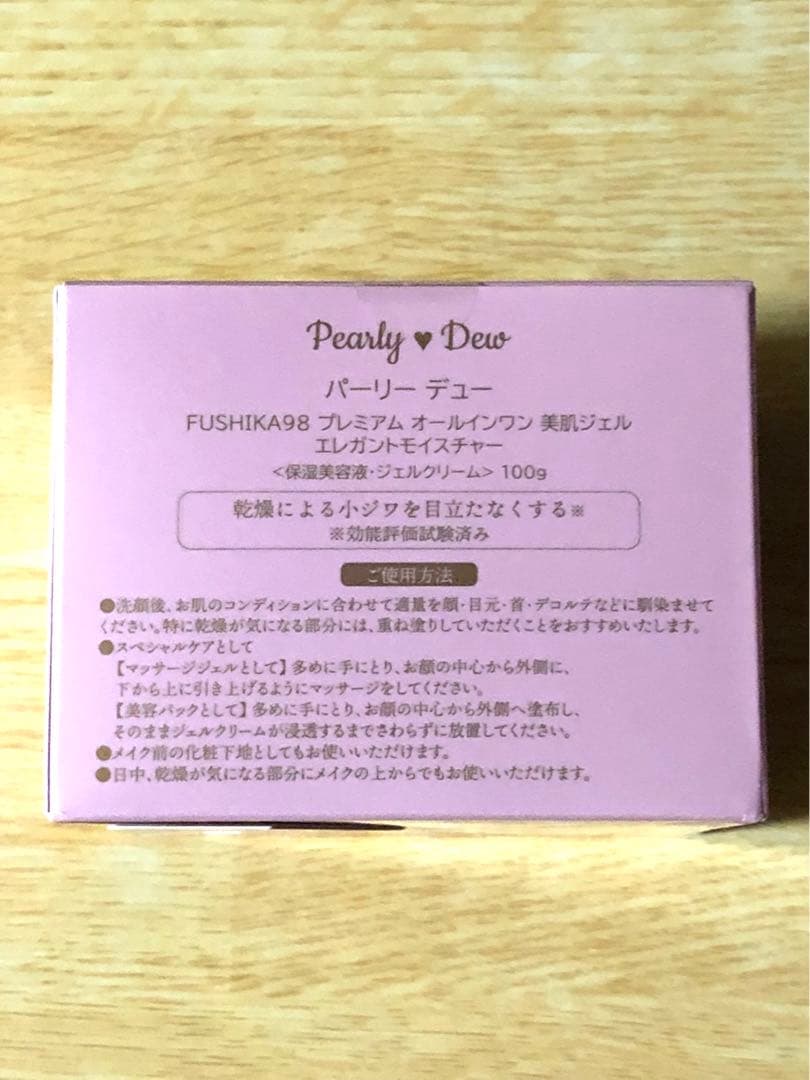 Pearly ♥ Dew
パーリー デュー
FUSHIKA98 プレミアム オールインワン 美肌ジェル
エレガントモイスチャー
<保湿美容液・ジェルクリーム> 100g
乾燥による小ジワを目立たなくする※
※効能評価試験済み
ご使用方法
●洗顔後、お肌のコンディションに合わせて適量を顔・目元・首・デコルテなどに馴染ませて
ください。特に乾燥が気になる部分には、重ね塗りしていただくことをおすすめいたします。
●スペシャルケアとして
【マッサージジェルとして】多めに手にとり、お顔の中心から外側に、
下から上に引き上げるようにマッサージをしてください。
【美容パックとして】多めに手にとり、お顔の中心から外側へ塗布し、
そのままジェルクリームが浸透するまでさわらずに放置してください。
●メイク前の化粧下地としてもお使いいただけます。
●日中、乾燥が気になる部分にメイクの上からでもお使いいただけます。